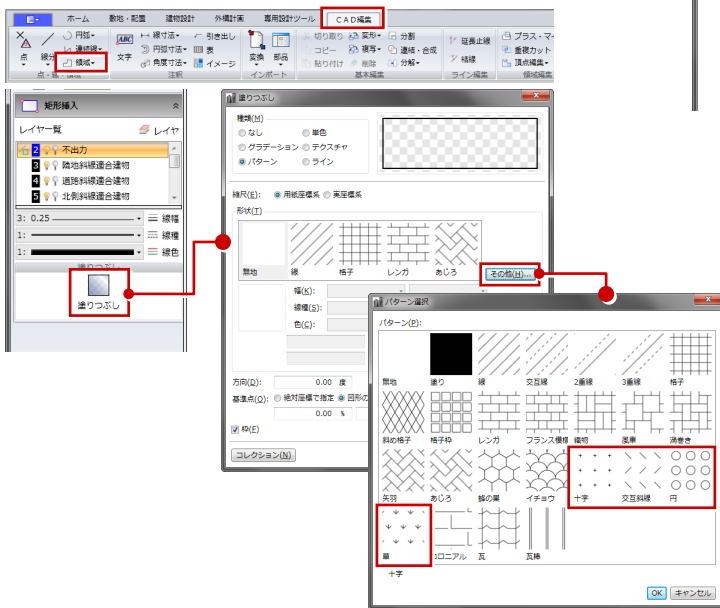 ホーム 敷地・配置 建物設計 外構計画 専用設計ツール CAD編集
点 線分 円弧 連続線 領域
点・線・領域
ABC 文字 線寸法 円弧寸法 角度寸法 引き出し 表 イメージ
注釈
変換 部品
インポート
切り取り コピー 貼り付け 変形 複写 削除 分割 連結・合成 分解
基本編集
延長止線 結線
ライン編集
プラス・マ 重複カット 頂点編集
領域編集
矩形挿入
レイヤ一覧 レイヤ
2 不出力
3 隣地斜線適合建物
4 道路斜線適合建物
5 北側斜線適合建物
3: 0.25 線幅
1: 線種
1: 線色
塗りつぶし
塗りつぶし
塗りつぶし
種類(M)
なし 単色
グラデーション テクスチャ
パターン ライン
縮尺(E): 用紙座標系 実座標系
形状(T)
無地 線 格子 レンガ あじろ その他(H)...
幅(K):
線種(S):
色(C):
方向(D): 0.00 度
基準点(O): 絶対座標で指定 図形の
0.00 %
枠(F)
コレクション(N)
パターン選択
パターン(P):
無地 塗り 線 交互線 2重線 3重線 格子
斜め格子 格子枠 レンガ フランス模様 織物 風車 渦巻き
矢羽 あじろ 蜂の巣 イチョウ 十字 交互斜線 円
草 コロニアル 瓦 瓦棒
十字
OK キャンセル